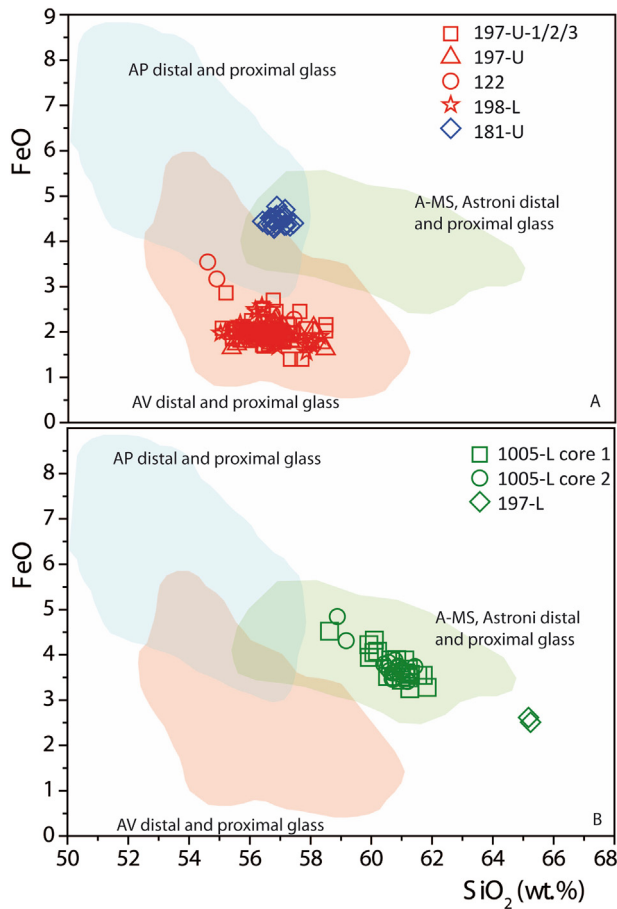 9
8
7
6
5
4
3
2
1
0
FeO
AP distal and proximal glass
197-U-1/2/3
197-U
122
198-L
181-U
A-MS, Astroni distal
and proximal glass
AV distal and proximal glass
A
8
7
6
5
4
3
2
1
0
FeO
AP distal and proximal glass
1005-L core 1
1005-L core 2
197-L
A-MS, Astroni distal
and proximal glass
AV distal and proximal glass
B
50 52 54 56 58 60 62 64 66 68
SiO₂ (wt.%)